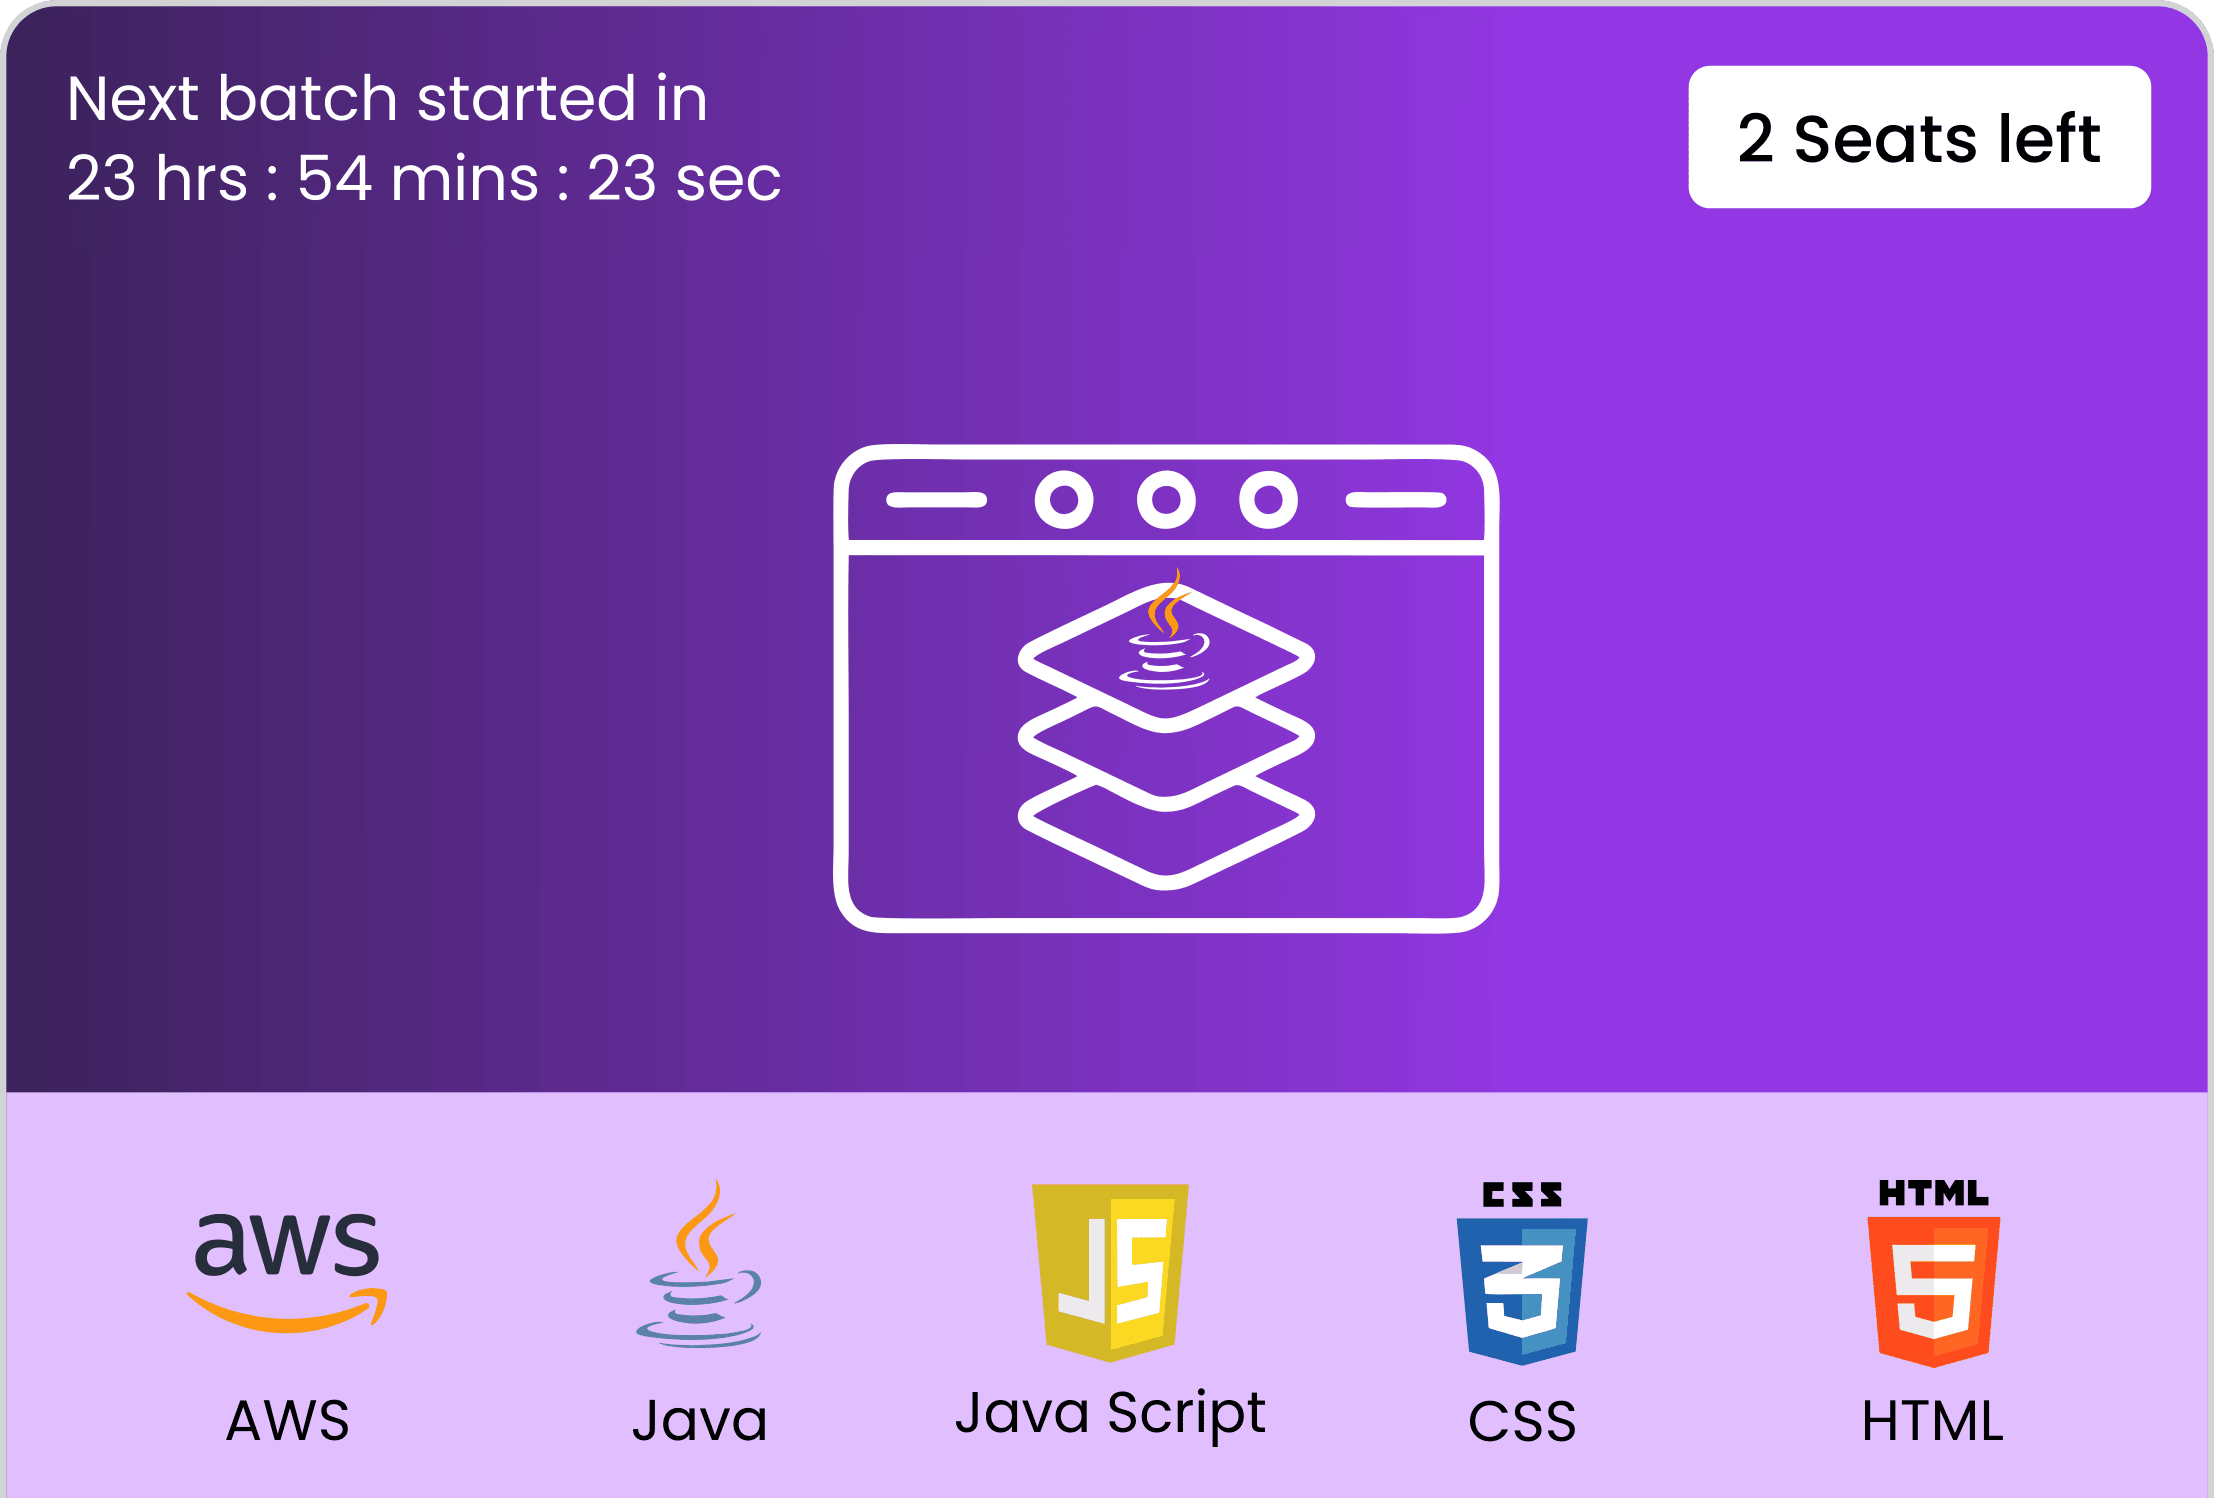 Next batch started in
23 hrs : 54 mins : 23 sec
2 Seats left
aws
JS
CSS
3
HTML
5
AWS
Java
Java Script
CSS
HTML